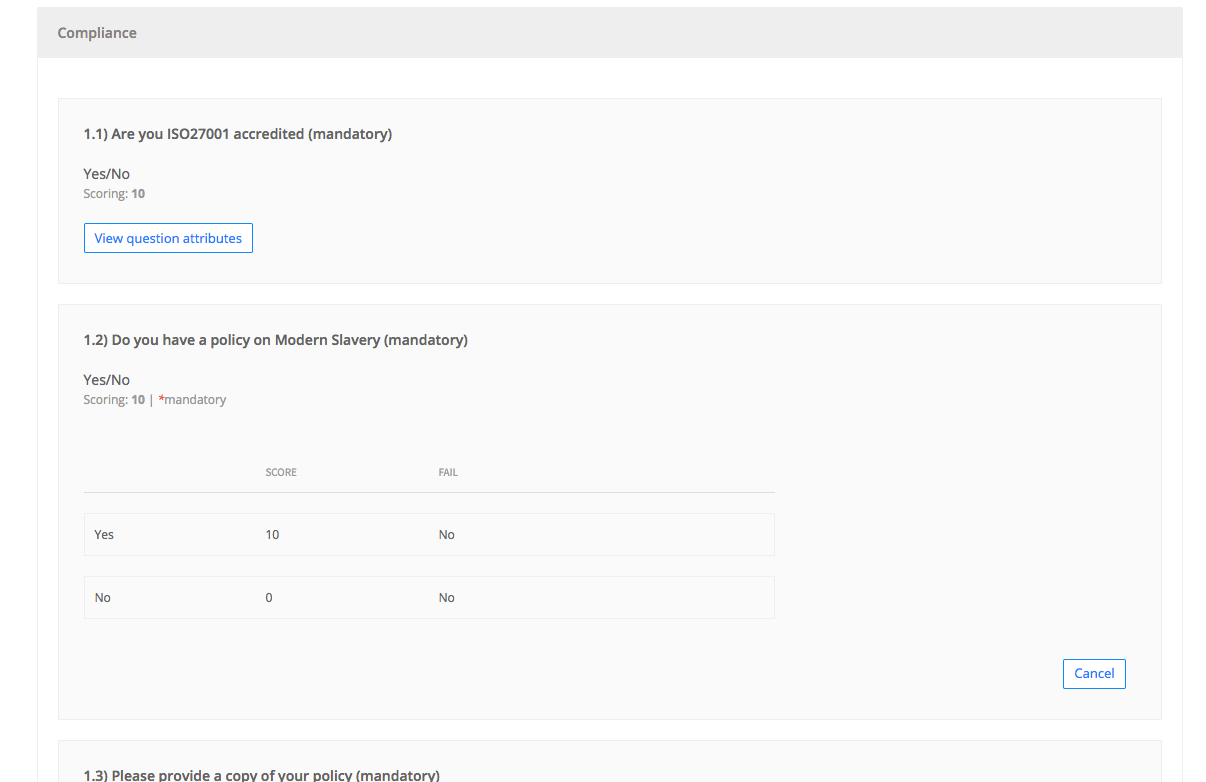 Compliance
1.1) Are you ISO27001 accredited (mandatory)
Yes/No
Scoring: 10
View question attributes
1.2) Do you have a policy on Modern Slavery (mandatory)
Yes/No
Scoring: 10 | *mandatory
SCORE FAIL
Yes 10 No
No 0 No
Cancel
1.3) Please provide a copy of your policy (mandatory)